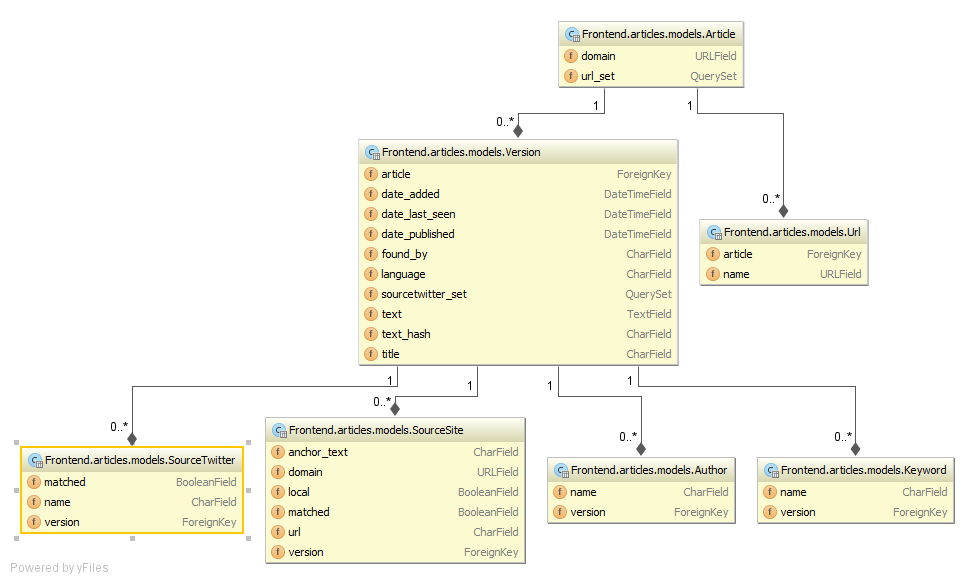 Frontend.articles.models.Article
domain URLField
url_set QuerySet
1 1
0..*
Frontend.articles.models.Version
article ForeignKey
date_added DateTimeField
date_last_seen DateTimeField
date_published DateTimeField
found_by CharField
language CharField
sourcetwitter_set QuerySet
text TextField
text_hash CharField
title CharField
0..*
Frontend.articles.models.Url
article ForeignKey
name URLField
1 1 1 1
0..*
Frontend.articles.models.SourceTwitter
matched BooleanField
name CharField
version ForeignKey
0..*
Frontend.articles.models.SourceSite
anchor_text CharField
domain URLField
local BooleanField
matched BooleanField
url CharField
version ForeignKey
0..*
Frontend.articles.models.Author
name CharField
version ForeignKey
0..*
Frontend.articles.models.Keyword
name CharField
version ForeignKey
Powered by yFiles